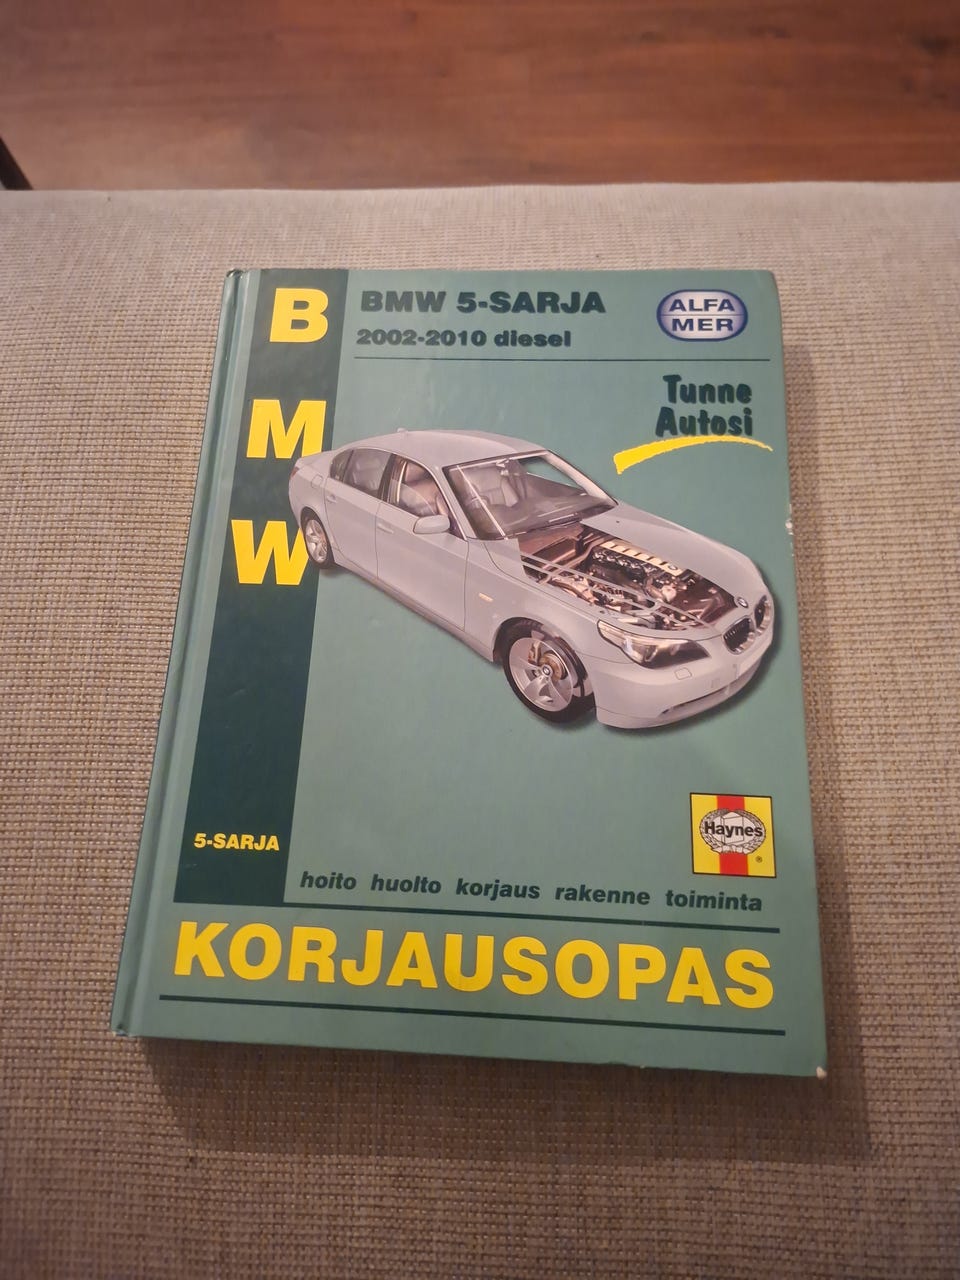 BMW
BMW 5-SARJA
2002-2010 diesel
ALFA
MER
Tunne
Autosi
5-SARJA
Haynes
®
hoito huolto korjaus rakenne toiminta
KORJAUSOPAS